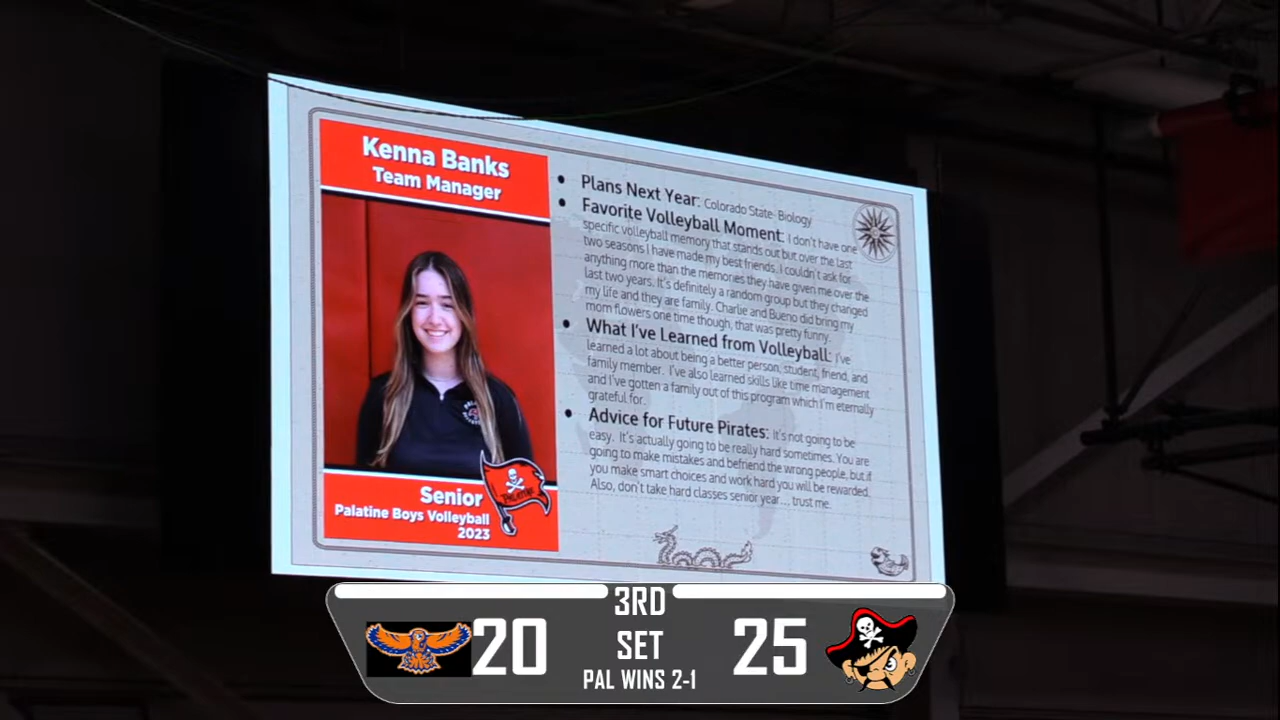 Kenna Banks
Team Manager
Senior
Palatine Boys Volleyball
2023
PALATINE
• Plans Next Year: Colorado State- Biology
• Favorite Volleyball Moment: I don't have one
specific volleyball memory that stands out but over the last
two seasons I have made my best friends. I couldn't ask for
anything more than the memories they have given me over the
last two years. It's definitely a random group but they changed
my life and they are family. Charlie and Bueno did bring my
mom flowers one time though, that was pretty funny.
• What I've Learned from Volleyball: I've
learned a lot about being a better person, student, friend, and
family member. I've also learned skills like time management
and I've gotten a family out of this program which I'm eternally
grateful for.
• Advice for Future Pirates: It's not going to be
easy. It's actually going to be really hard sometimes. You are
going to make mistakes and befriend the wrong people, but if
you make smart choices and work hard you will be rewarded.
Also, don't take hard classes senior year.... trust me.
20
3RD
SET
25
PAL WINS 2-1